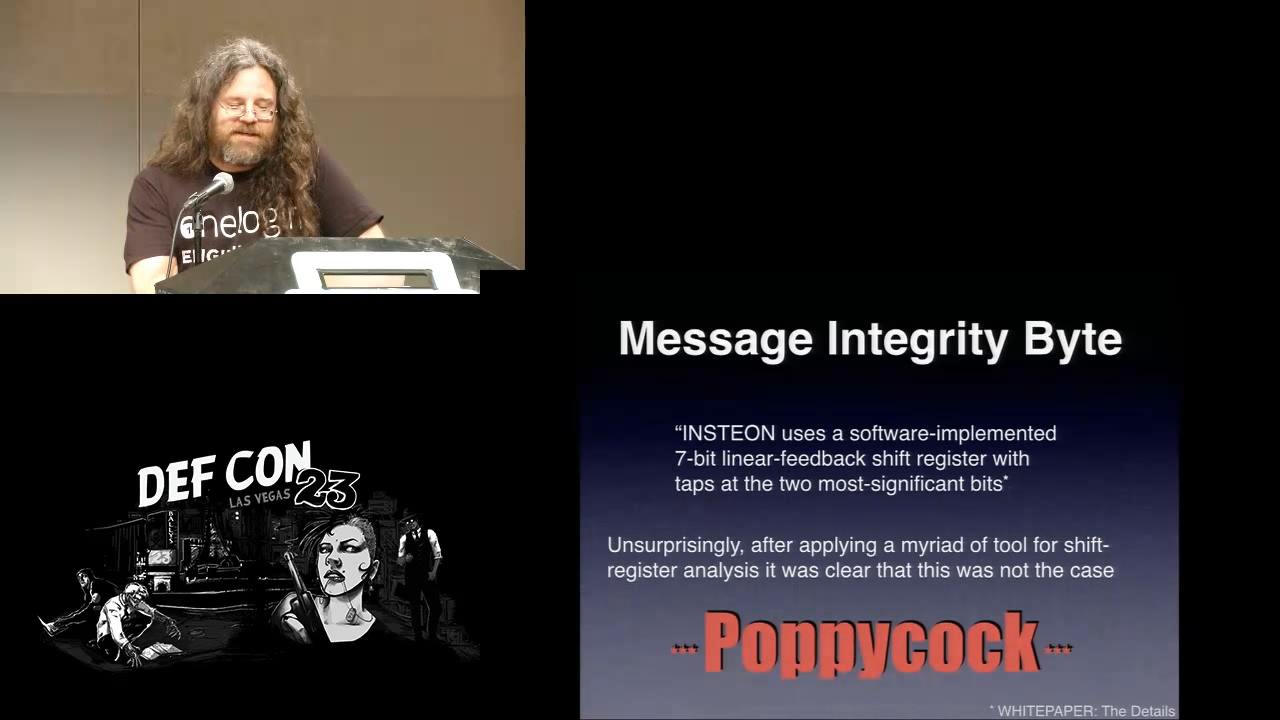 Message Integrity Byte
“INSTEON uses a software-implemented
7-bit linear-feedback shift register with
taps at the two most-significant bits*
Unsurprisingly, after applying a myriad of tool for shift-
register analysis it was clear that this was not the case
Poppycock
* WHITEPAPER: The Details
DEF CON
LAS VEGAS 23
BALLYS